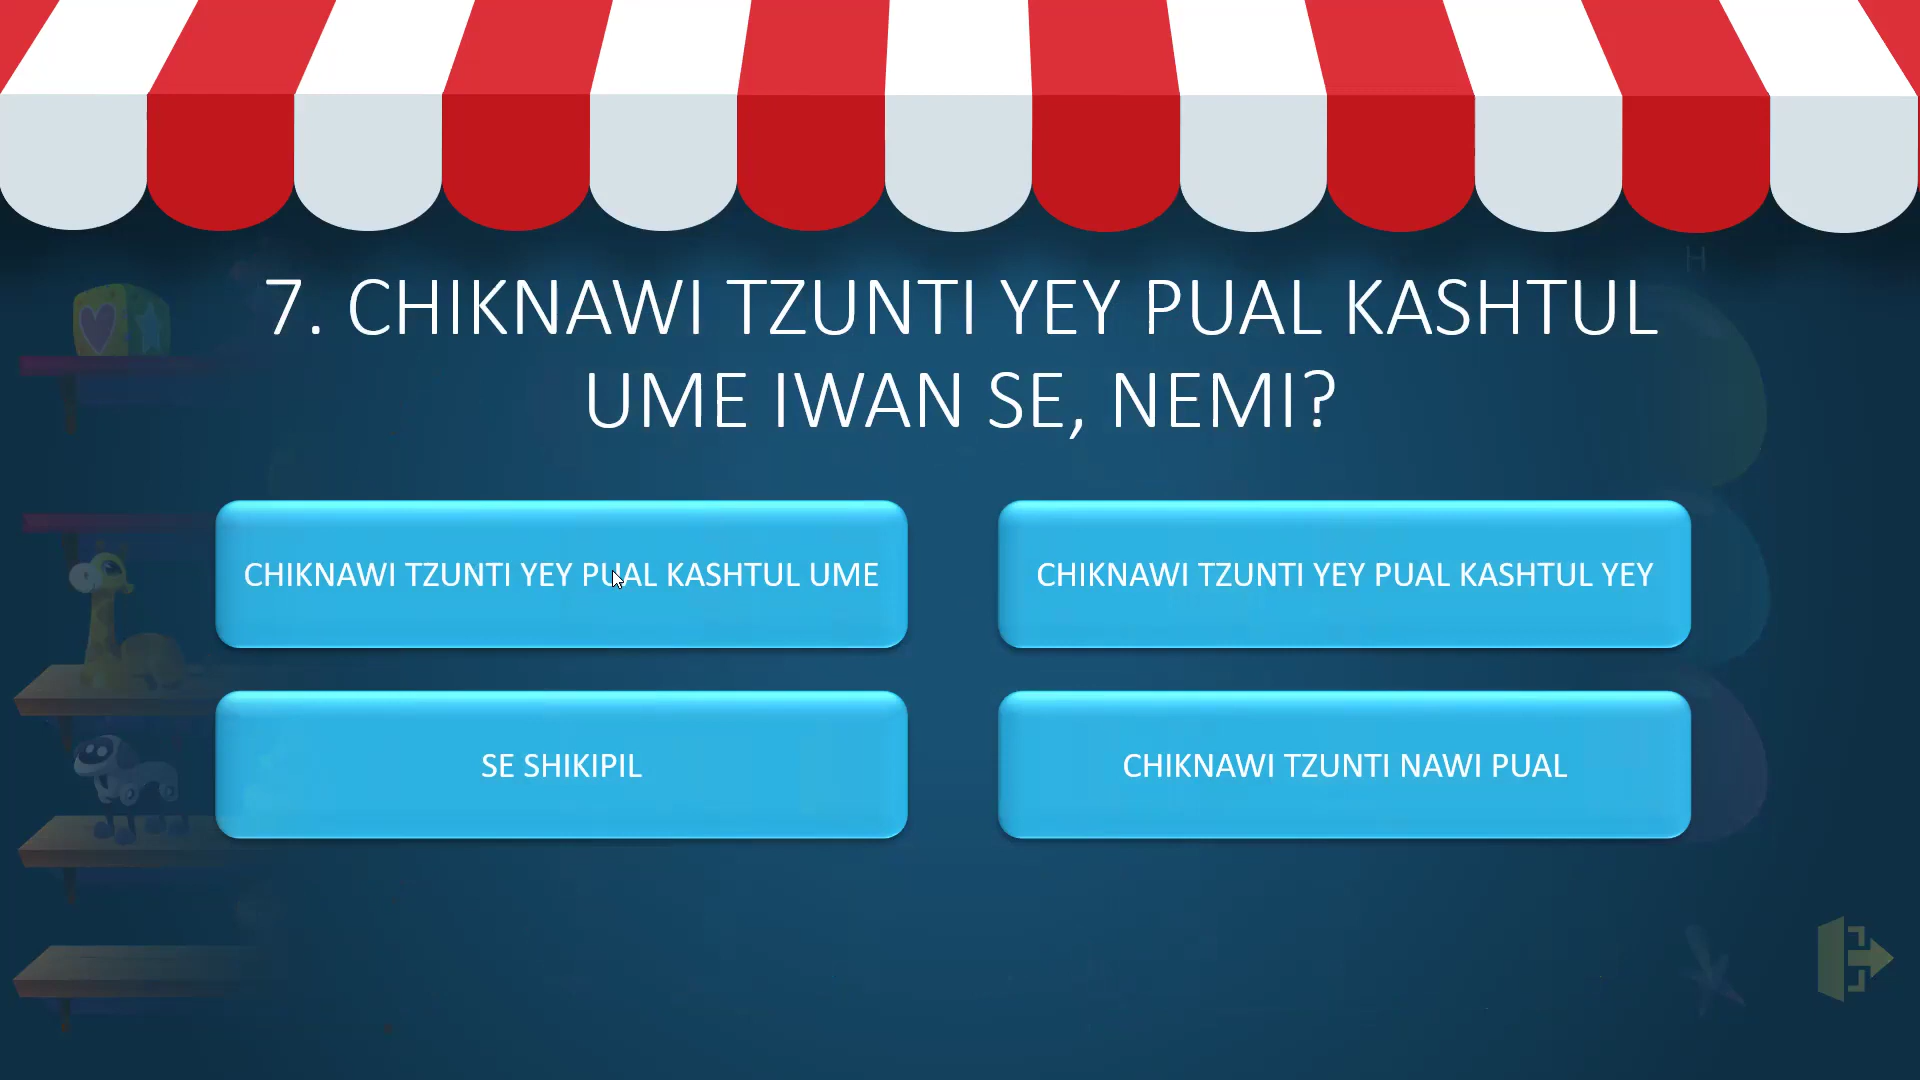 7. CHIKNAWI TZUNTI YEY PUAL KASHTUL
UME IWAN SE, NEMI?
CHIKNAWI TZUNTI YEY PUAL KASHTUL UME
CHIKNAWI TZUNTI YEY PUAL KASHTUL YEY
SE SHIKIPIL
CHIKNAWI TZUNTI NAWI PUAL
H